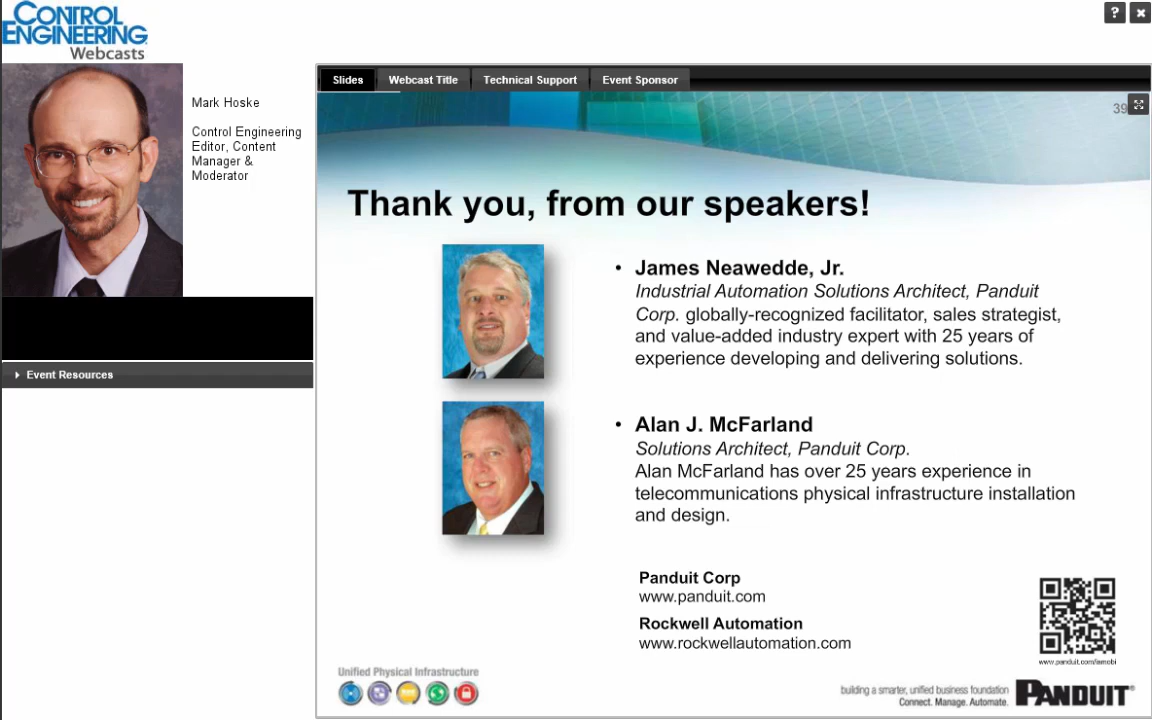 CONTROL
ENGINEERING
Webcasts
? ×
Mark Hoske
Control Engineering
Editor, Content
Manager &
Moderator
Event Resources
Slides Webcast Title Technical Support Event Sponsor
39
Thank you, from our speakers!
• James Neawedde, Jr.
Industrial Automation Solutions Architect, Panduit
Corp. globally-recognized facilitator, sales strategist,
and value-added industry expert with 25 years of
experience developing and delivering solutions.
• Alan J. McFarland
Solutions Architect, Panduit Corp.
Alan McFarland has over 25 years experience in
telecommunications physical infrastructure installation
and design.
Panduit Corp
www.panduit.com
Rockwell Automation
www.rockwellautomation.com
Unified Physical Infrastructure
building a smarter, unified business foundation
Connect. Manage. Automate.
PANDUIT®